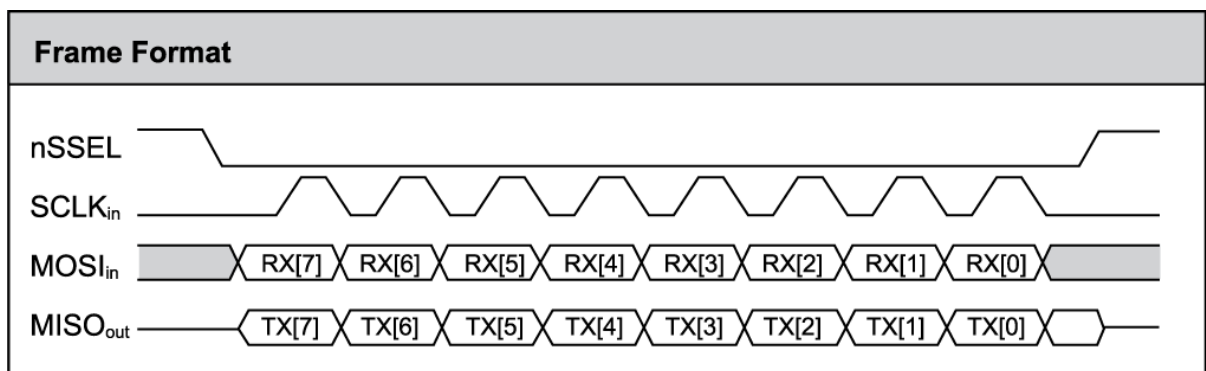 Frame Format
nSSEL
SCLKin
MOSIin RX[7] RX[6] RX[5] RX[4] RX[3] RX[2] RX[1] RX[0]
MISOout TX[7] TX[6] TX[5] TX[4] TX[3] TX[2] TX[1] TX[0]